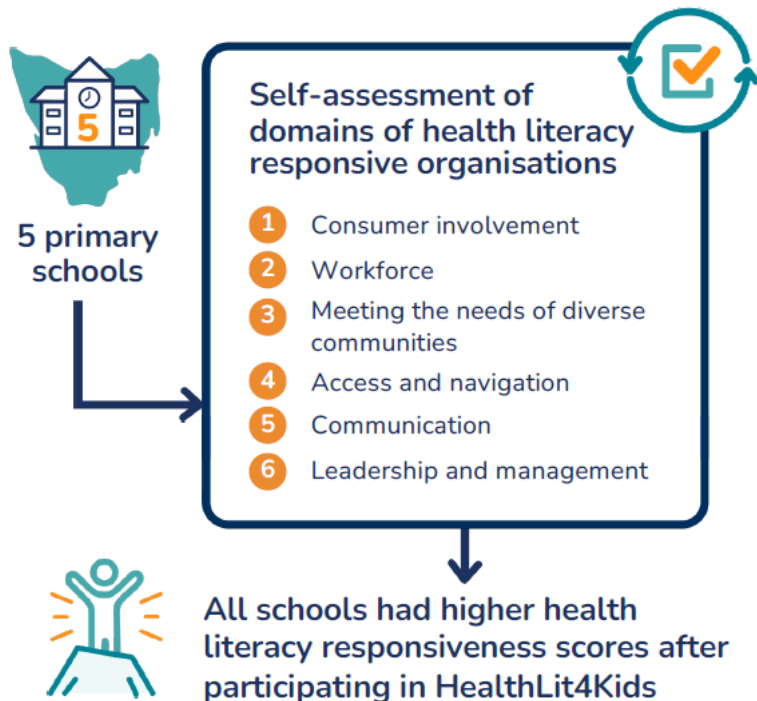 5
5 primary
schools
Self-assessment of
domains of health literacy
responsive organisations
1 Consumer involvement
2 Workforce
3 Meeting the needs of diverse
communities
4 Access and navigation
5 Communication
6 Leadership and management
All schools had higher health
literacy responsiveness scores after
participating in HealthLit4Kids